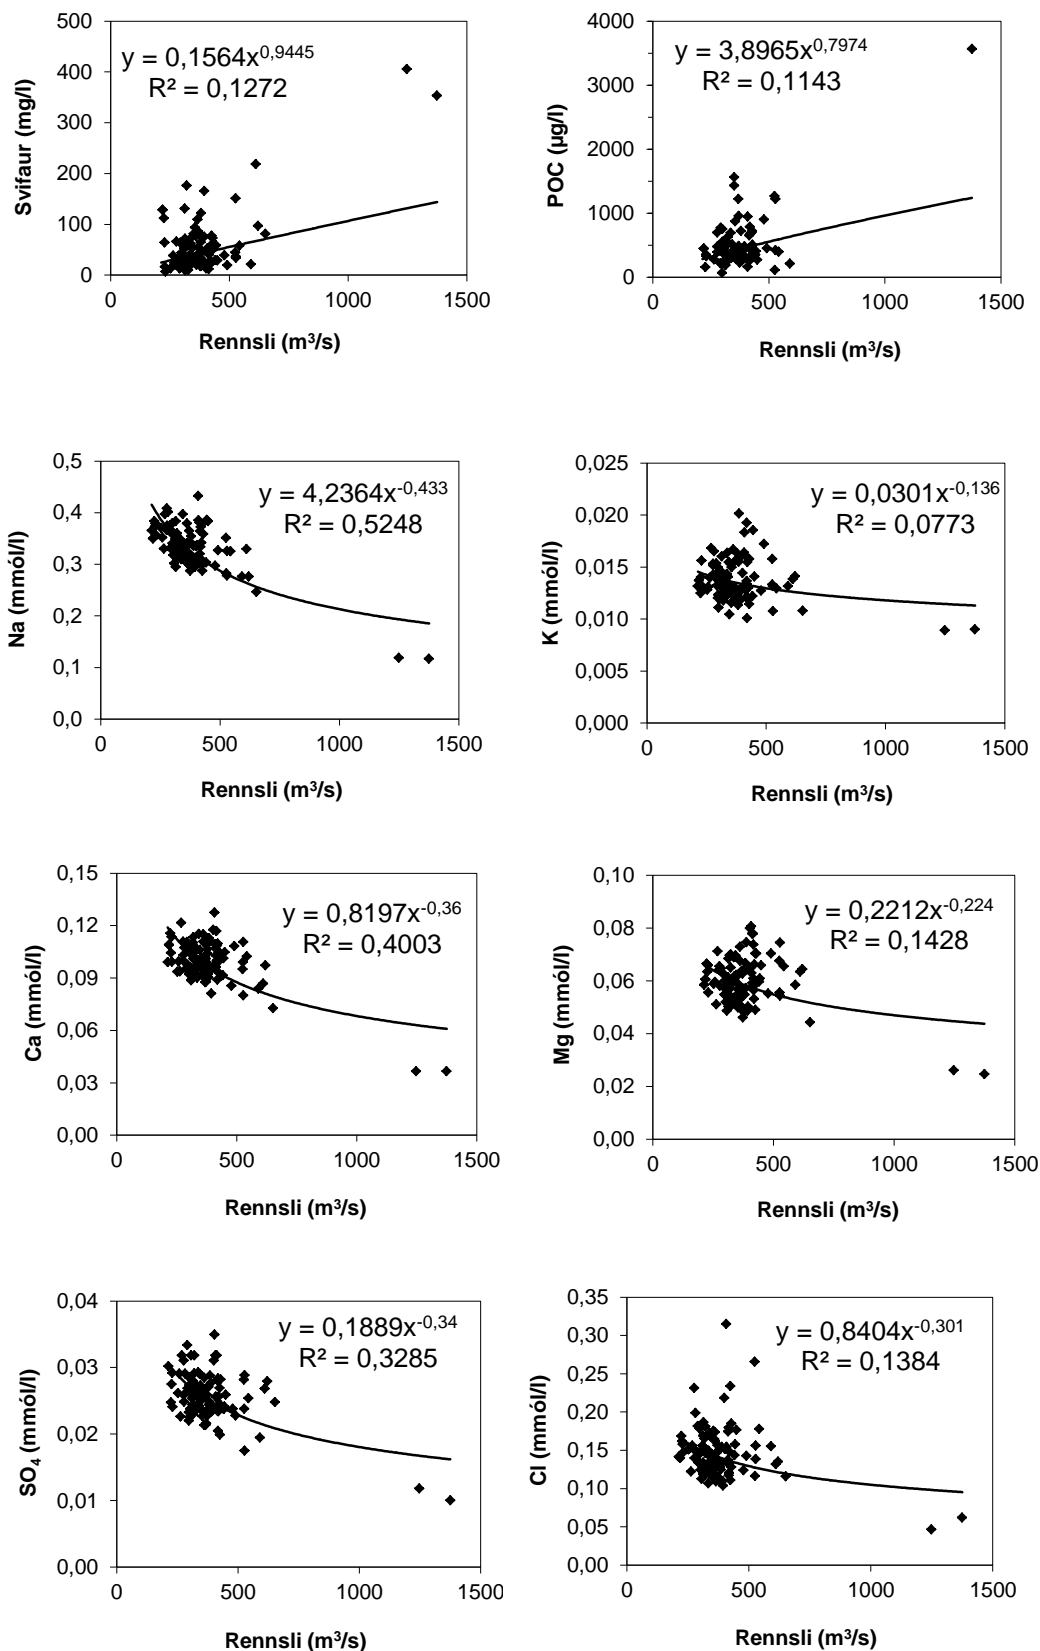 500
400
300
200
100
0
Svifaur (mg/l)
y = 0,1564x^0,9445
R² = 0,1272
0 500 1000 1500
Rennsli (m³/s)
4000
3000
2000
1000
0
POC (µg/l)
y = 3,8965x^0,7974
R² = 0,1143
0 500 1000 1500
Rennsli (m³/s)
0,5
0,4
0,3
0,2
0,1
0,0
Na (mmól/l)
y = 4,2364x^-0,433
R² = 0,5248
0 500 1000 1500
Rennsli (m³/s)
0,025
0,020
0,015
0,010
0,005
0,000
K (mmól/l)
y = 0,0301x^-0,136
R² = 0,0773
0 500 1000 1500
Rennsli (m³/s)
0,15
0,12
0,09
0,06
0,03
0,00
Ca (mmól/l)
y = 0,8197x^-0,36
R² = 0,4003
0 500 1000 1500
Rennsli (m³/s)
0,10
0,08
0,06
0,04
0,02
0,00
Mg (mmól/l)
y = 0,2212x^-0,224
R² = 0,1428
0 500 1000 1500
Rennsli (m³/s)
0,04
0,03
0,02
0,01
0,00
SO₄ (mmól/l)
y = 0,1889x^-0,34
R² = 0,3285
0 500 1000 1500
Rennsli (m³/s)
0,35
0,30
0,25
0,20
0,15
0,10
0,05
0,00
Cl (mmól/l)
y = 0,8404x^-0,301
R² = 0,1384
0 500 1000 1500
Rennsli (m³/s)